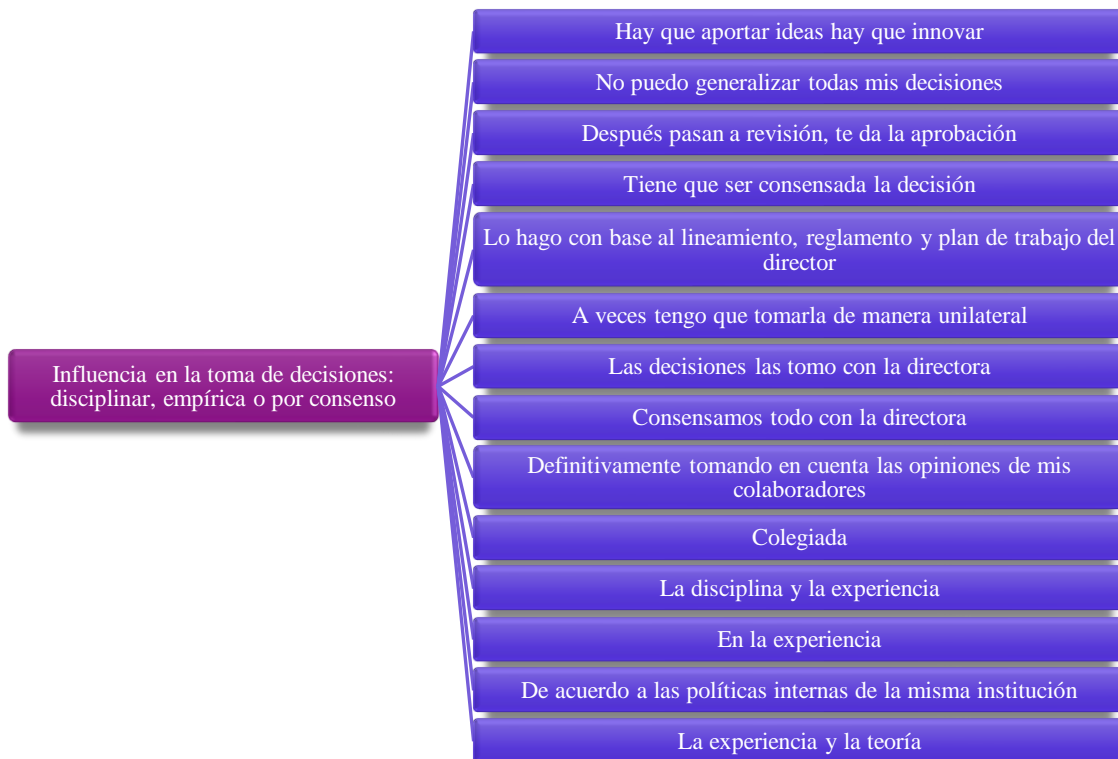 Hay que aportar ideas hay que innovar
No puedo generalizar todas mis decisiones
Después pasan a revisión, te da la aprobación
Tiene que ser consensada la decisión
Lo hago con base al lineamiento, reglamento y plan de trabajo del
director
A veces tengo que tomarla de manera unilateral
Influencia en la toma de decisiones:
disciplinar, empírica o por consenso
Las decisiones las tomo con la directora
Consensamos todo con la directora
Definitivamente tomando en cuenta las opiniones de mis
colaboradores
Colegiada
La disciplina y la experiencia
En la experiencia
De acuerdo a las políticas internas de la misma institución
La experiencia y la teoría